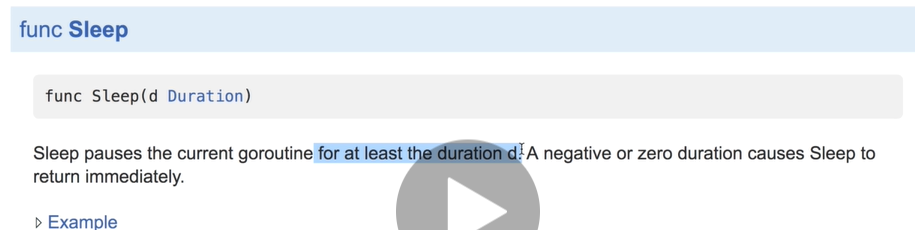 func Sleep
func Sleep(d Duration)
Sleep pauses the current goroutine for at least the duration d. A negative or zero duration causes Sleep to
return immediately.
Example